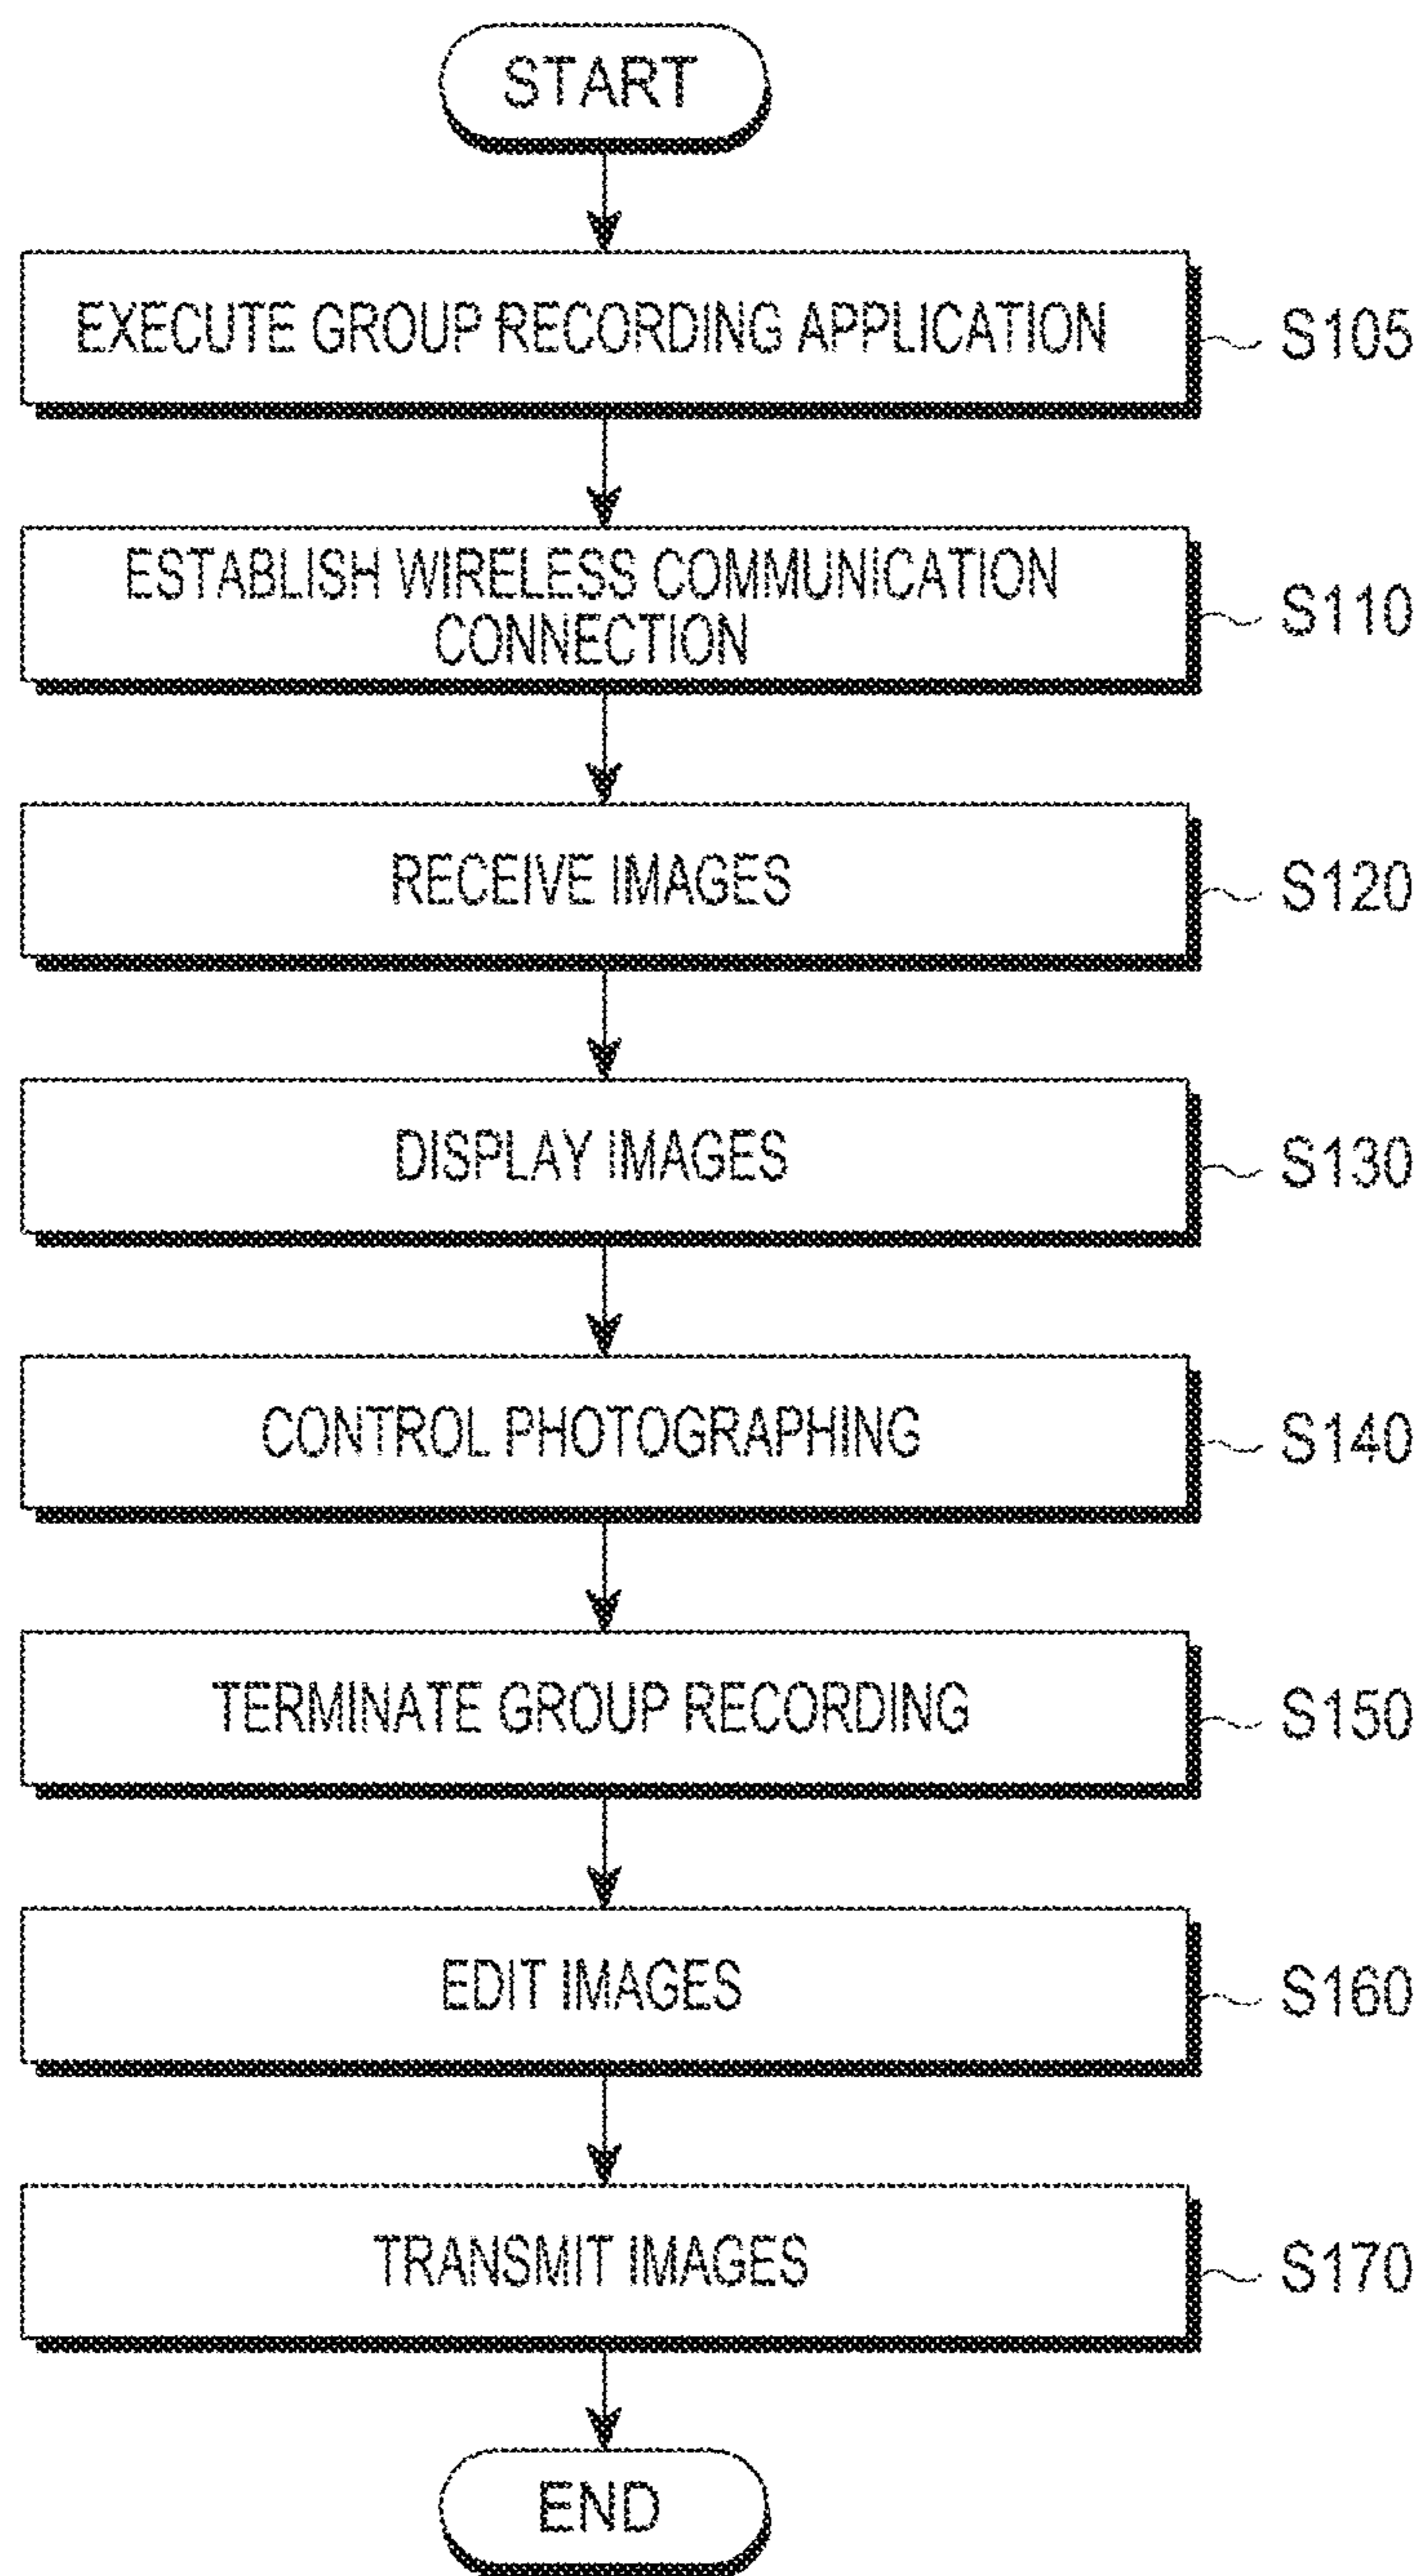 START
EXECUTE GROUP RECORDING APPLICATION
S105
ESTABLISH WIRELESS COMMUNICATION
CONNECTION
S110
RECEIVE IMAGES
S120
DISPLAY IMAGES
S130
CONTROL PHOTOGRAPHING
S140
TERMINATE GROUP RECORDING
S150
EDIT IMAGES
S160
TRANSMIT IMAGES
S170
END